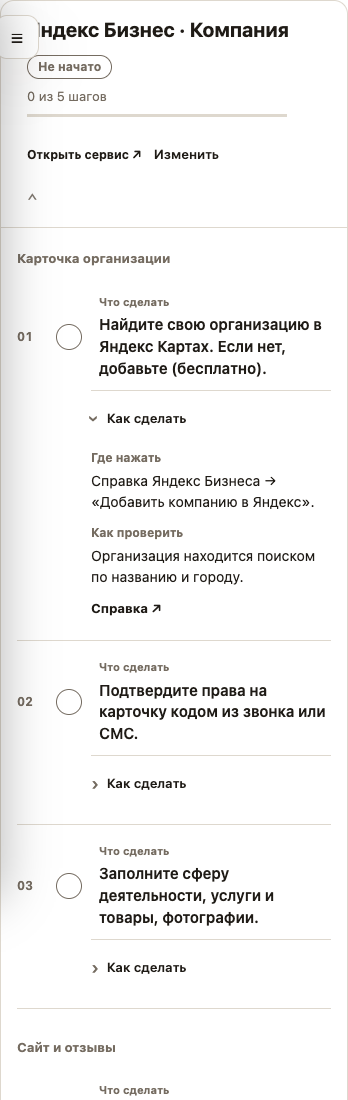 Яндекс Бизнес · Компания
Не начато
0 из 5 шагов
Открыть сервис ↗ Изменить
Карточка организации
Что сделать
01
Найдите свою организацию в
Яндекс Картах. Если нет,
добавьте (бесплатно).
Как сделать
Где нажать
Справка Яндекс Бизнеса →
«Добавить компанию в Яндекс».
Как проверить
Организация находится поиском
по названию и городу.
Справка ↗
Что сделать
02
Подтвердите права на
карточку кодом из звонка или
СМС.
Как сделать
Что сделать
03
Заполните сферу
деятельности, услуги и
товары, фотографии.
Как сделать
Сайт и отзывы
Что сделать